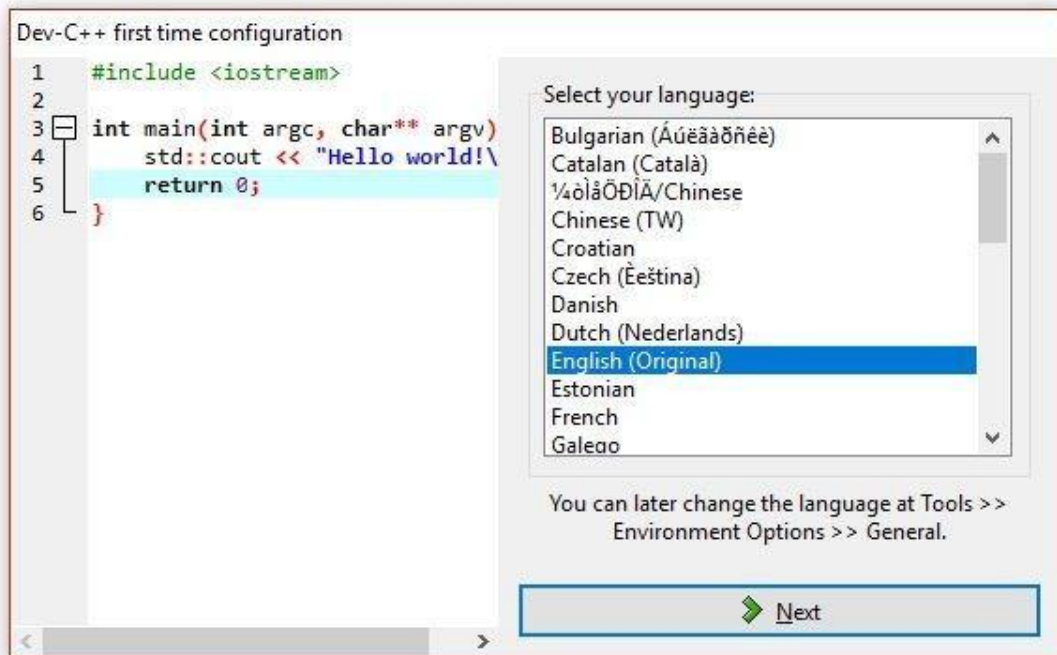 Dev-C++ first time configuration
1 #include <iostream>
2
3 int main(int argc, char** argv)
4 std::cout << "Hello world!\
5 return 0;
6 }
Select your language:
Bulgarian (Áúëãàðñêè)
Catalan (Català)
¼òÌåÖÐÎÄ/Chinese
Chinese (TW)
Croatian
Czech (Èeština)
Danish
Dutch (Nederlands)
English (Original)
Estonian
French
Galego
You can later change the language at Tools >>
Environment Options >> General.
Next